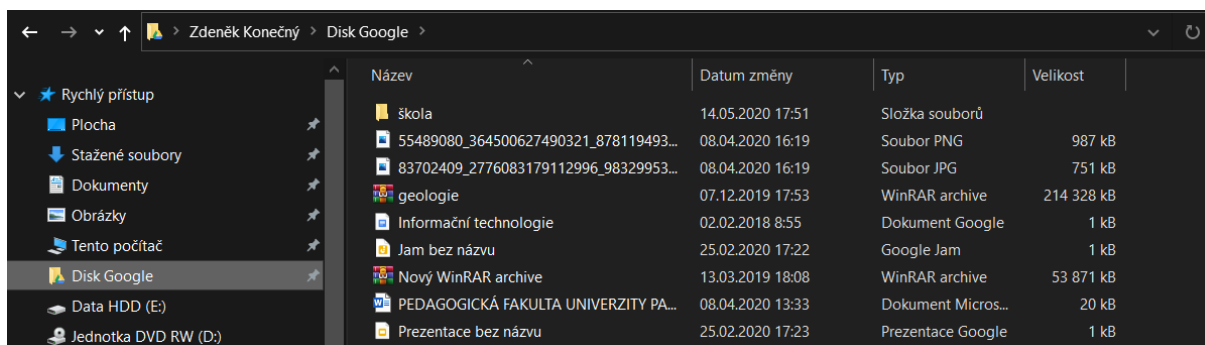 Zdeněk Konečný > Disk Google >
Rychlý přístup
Plocha
Stažené soubory
Dokumenty
Obrázky
Tento počítač
Disk Google
Data HDD (E:)
Jednotka DVD RW (D:)
Název Datum změny Typ Velikost
škola 14.05.2020 17:51 Složka souborů
55489080_364500627490321_878119493... 08.04.2020 16:19 Soubor PNG 987 kB
83702409_2776083179112996_98329953... 08.04.2020 16:19 Soubor JPG 751 kB
geologie 07.12.2019 17:53 WinRAR archive 214 328 kB
Informační technologie 02.02.2018 8:55 Dokument Google 1 kB
Jam bez názvu 25.02.2020 17:22 Google Jam 1 kB
Nový WinRAR archive 13.03.2019 18:08 WinRAR archive 53 871 kB
PEDAGOGICKÁ FAKULTA UNIVERZITY PA... 08.04.2020 13:33 Dokument Micros... 20 kB
Prezentace bez názvu 25.02.2020 17:23 Prezentace Google 1 kB